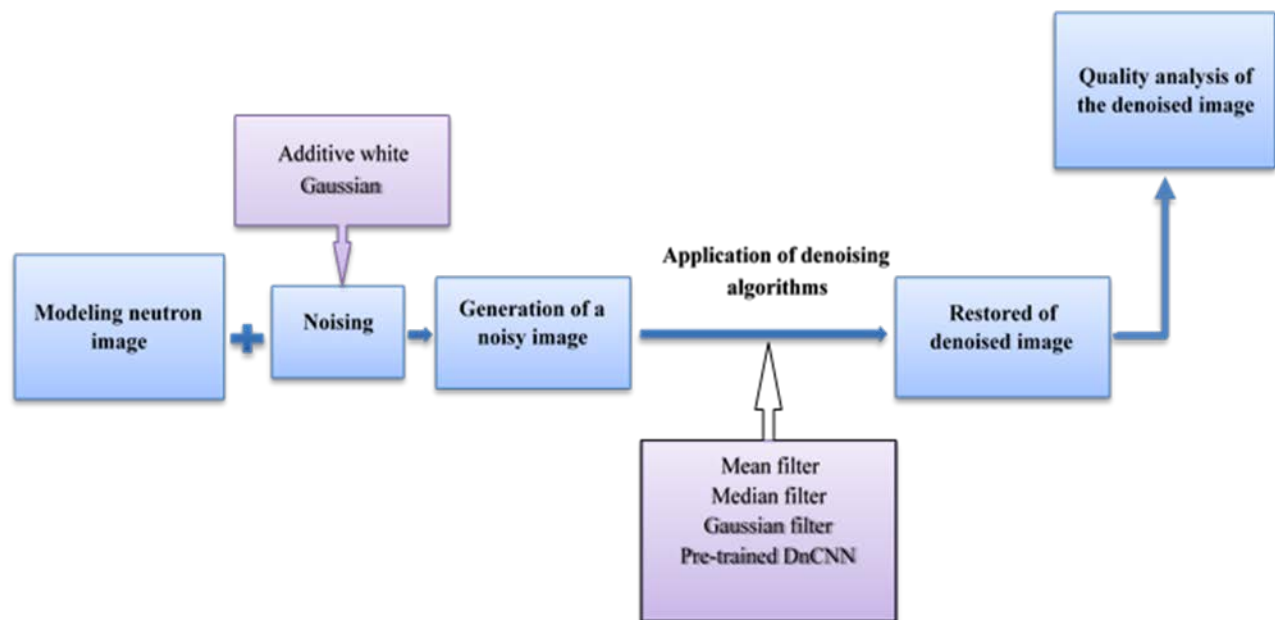 Modeling neutron
image
Additive white
Gaussian
Noising
Generation of a
noisy image
Application of denoising
algorithms
Mean filter
Median filter
Gaussian filter
Pre-trained DnCNN
Restored of
denoised image
Quality analysis of
the denoised image